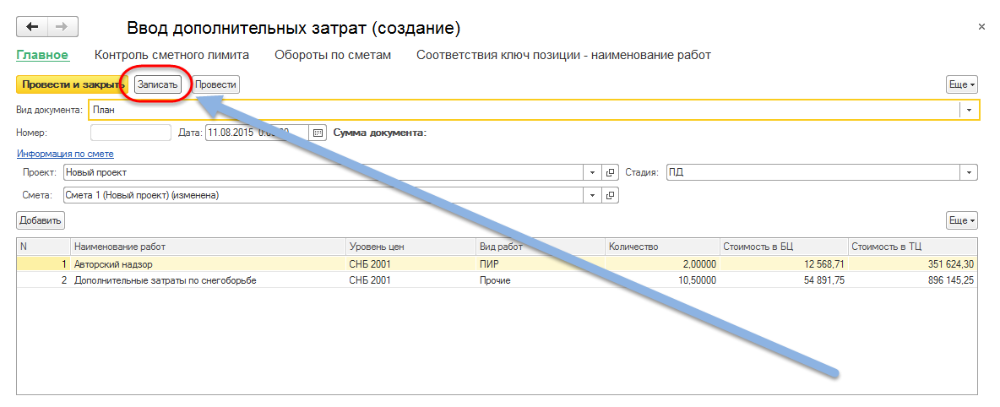 Ввод дополнительных затрат (создание)
Главное Контроль сметного лимита Обороты по сметам Соответствия ключ позиции - наименование работ
Провести и закрыть Записать Провести Еще
Вид документа: План
Номер: Дата: 11.08.2015 Сумма документа:
Информация по смете
Проект: Новый проект Стадия: ПД
Смета: Смета 1 (Новый проект) (изменена)
Добавить Еще
N Наименование работ Уровень цен Вид работ Количество Стоимость в БЦ Стоимость в ТЦ
1 Авторский надзор СНБ 2001 ПИР 2,00000 12 568,71 351 624,30
2 Дополнительные затраты по снегоборьбе СНБ 2001 Прочие 10,50000 54 891,75 896 145,25